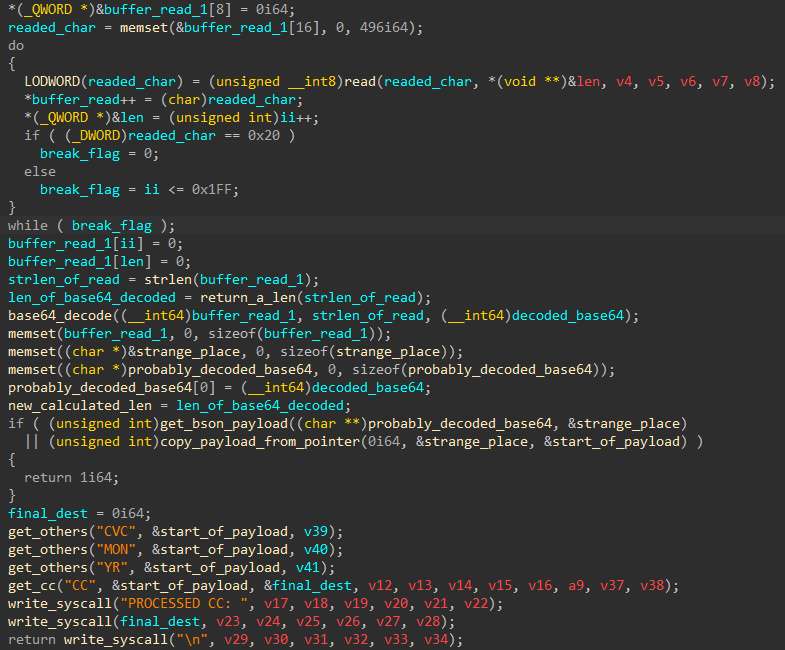 *(_QWORD *)&buffer_read_1[8] = 0i64;
readed_char = memset(&buffer_read_1[16], 0, 496i64);
do
{
LODWORD(readed_char) = (unsigned __int8)read(readed_char, *(void **)&len, v4, v5, v6, v7, v8);
*buffer_read++ = (char)readed_char;
*(_QWORD *)&len = (unsigned int)ii++;
if ( (_DWORD)readed_char == 0x20 )
break_flag = 0;
else
break_flag = ii <= 0x1FF;
}
while ( break_flag );
buffer_read_1[ii] = 0;
buffer_read_1[len] = 0;
strlen_of_read = strlen(buffer_read_1);
len_of_base64_decoded = return_a_len(strlen_of_read);
base64_decode((__int64)buffer_read_1, strlen_of_read, (__int64)decoded_base64);
memset(buffer_read_1, 0, sizeof(buffer_read_1));
memset((char *)&strange_place, 0, sizeof(strange_place));
memset((char *)probably_decoded_base64, 0, sizeof(probably_decoded_base64));
probably_decoded_base64[0] = (__int64)decoded_base64;
new_calculated_len = len_of_base64_decoded;
if ( (unsigned int)get_bson_payload((char **)probably_decoded_base64, &strange_place)
|| (unsigned int)copy_payload_from_pointer(0i64, &strange_place, &start_of_payload) )
{
return 1i64;
}
final_dest = 0i64;
get_others("CVC", &start_of_payload, v39);
get_others("MON", &start_of_payload, v40);
get_others("YR", &start_of_payload, v41);
get_cc("CC", &start_of_payload, &final_dest, v12, v13, v14, v15, v16, a9, v37, v38);
write_syscall("PROCESSED CC: ", v17, v18, v19, v20, v21, v22);
write_syscall(final_dest, v23, v24, v25, v26, v27, v28);
return write_syscall("\n", v29, v30, v31, v32, v33, v34);